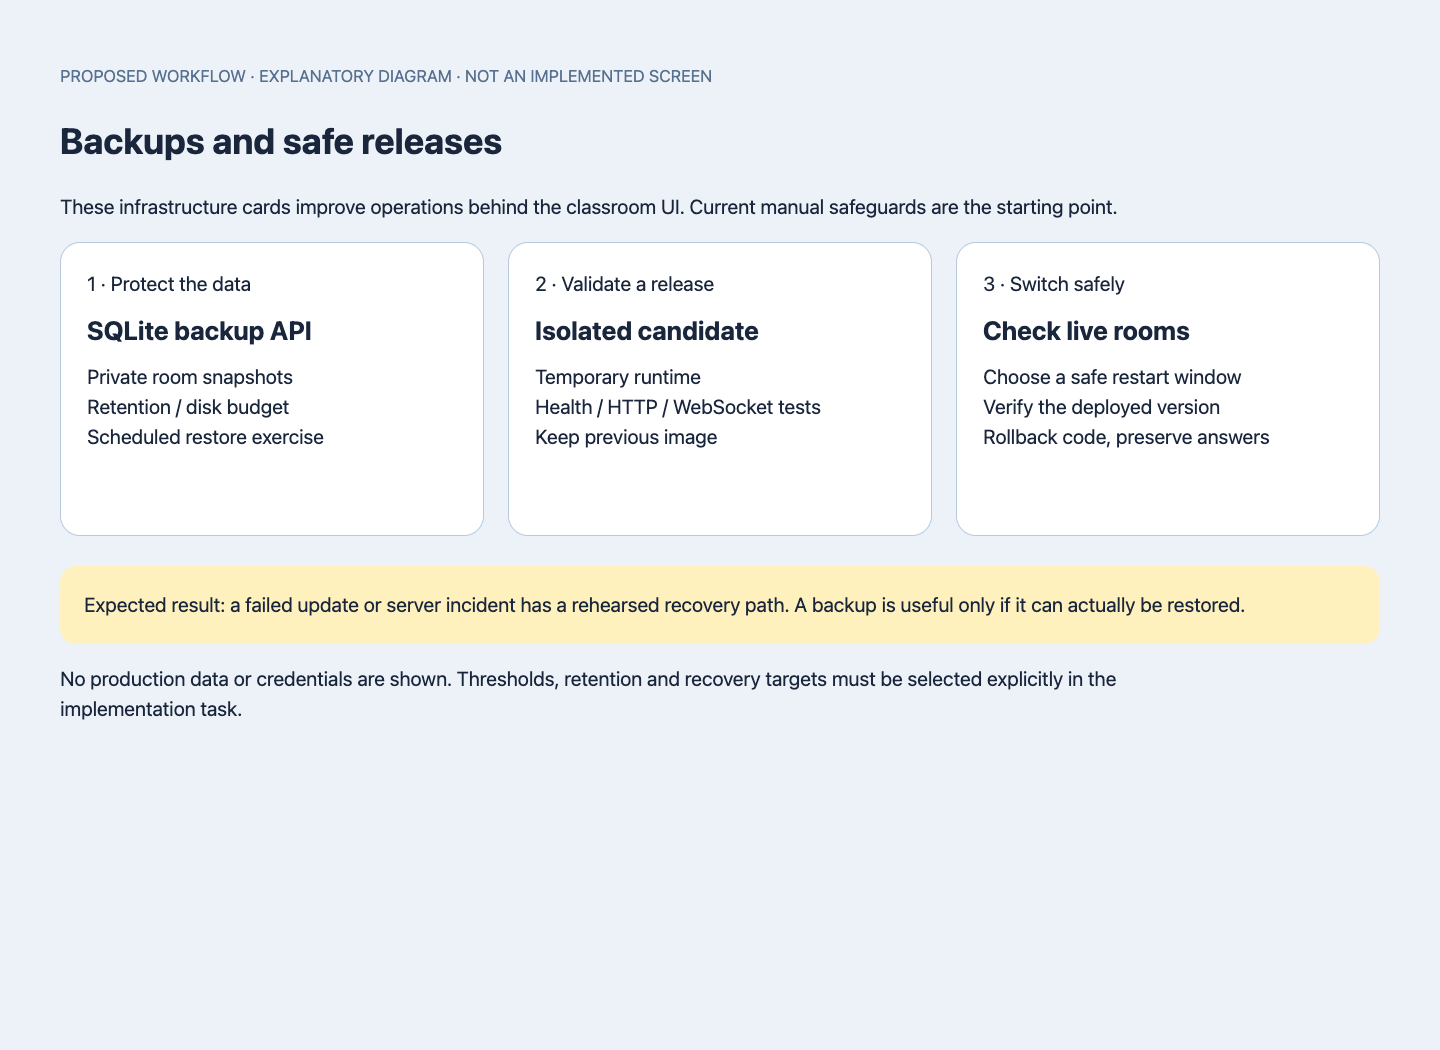 PROPOSED WORKFLOW · EXPLANATORY DIAGRAM · NOT AN IMPLEMENTED SCREEN
Backups and safe releases
These infrastructure cards improve operations behind the classroom UI. Current manual safeguards are the starting point.
1 · Protect the data
SQLite backup API
Private room snapshots
Retention / disk budget
Scheduled restore exercise
2 · Validate a release
Isolated candidate
Temporary runtime
Health / HTTP / WebSocket tests
Keep previous image
3 · Switch safely
Check live rooms
Choose a safe restart window
Verify the deployed version
Rollback code, preserve answers
Expected result: a failed update or server incident has a rehearsed recovery path. A backup is useful only if it can actually be restored.
No production data or credentials are shown. Thresholds, retention and recovery targets must be selected explicitly in the
implementation task.